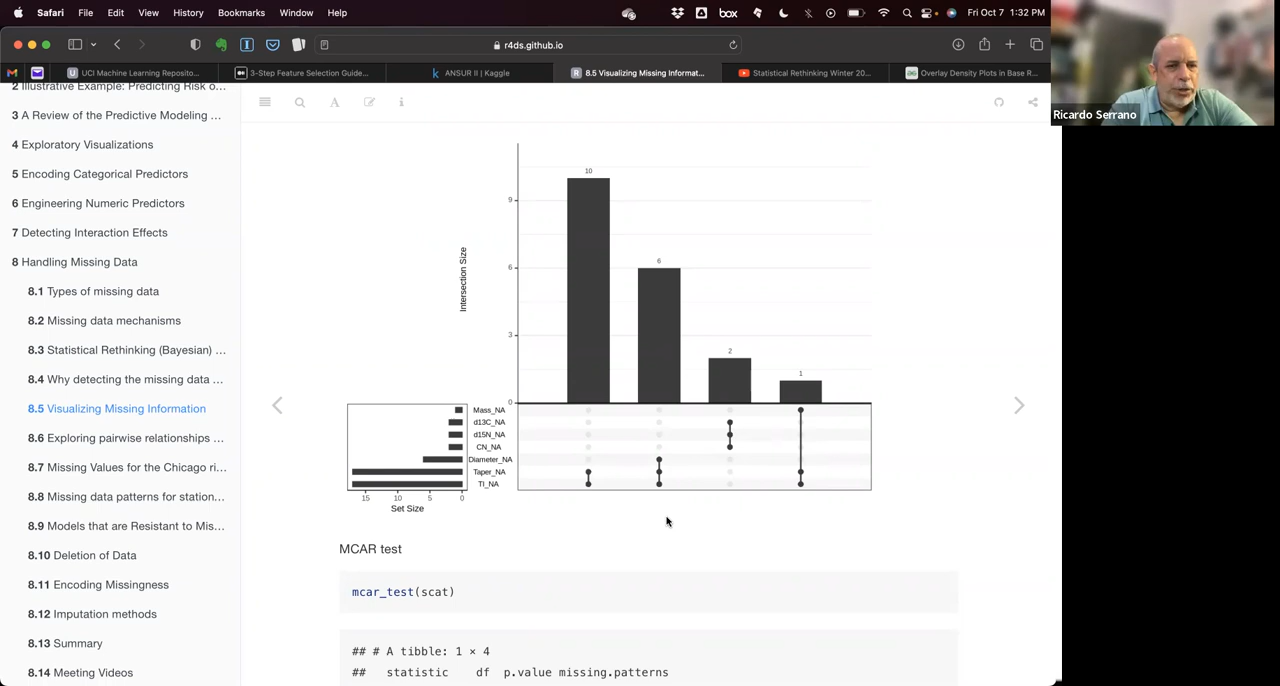 Safari File Edit View History Bookmarks Window Help
box
Fri Oct 7 1:32 PM
r4ds.github.io
UCI Machine Learning Reposito...
3-Step Feature Selection Guide...
ANSUR II | Kaggle
8.5 Visualizing Missing Informat...
Statistical Rethinking Winter 20...
Overlay Density Plots in Base R...
Ricardo Serrano
2 Illustrative Example: Predicting Risk o...
3 A Review of the Predictive Modeling ...
4 Exploratory Visualizations
5 Encoding Categorical Predictors
6 Engineering Numeric Predictors
7 Detecting Interaction Effects
8 Handling Missing Data
8.1 Types of missing data
8.2 Missing data mechanisms
8.3 Statistical Rethinking (Bayesian) ...
8.4 Why detecting the missing data ...
8.5 Visualizing Missing Information
8.6 Exploring pairwise relationships ...
8.7 Missing Values for the Chicago ri...
8.8 Missing data patterns for station...
8.9 Models that are Resistant to Mis...
8.10 Deletion of Data
8.11 Encoding Missingness
8.12 Imputation methods
8.13 Summary
8.14 Meeting Videos
Intersection Size
9
6
3
0
10
6
2
1
Mass_NA
d13C_NA
d15N_NA
CN_NA
Diameter_NA
Taper_NA
TI_NA
15 10 5 0
Set Size
MCAR test
mcar_test(scat)
## # A tibble: 1 × 4
## statistic df p.value missing.patterns